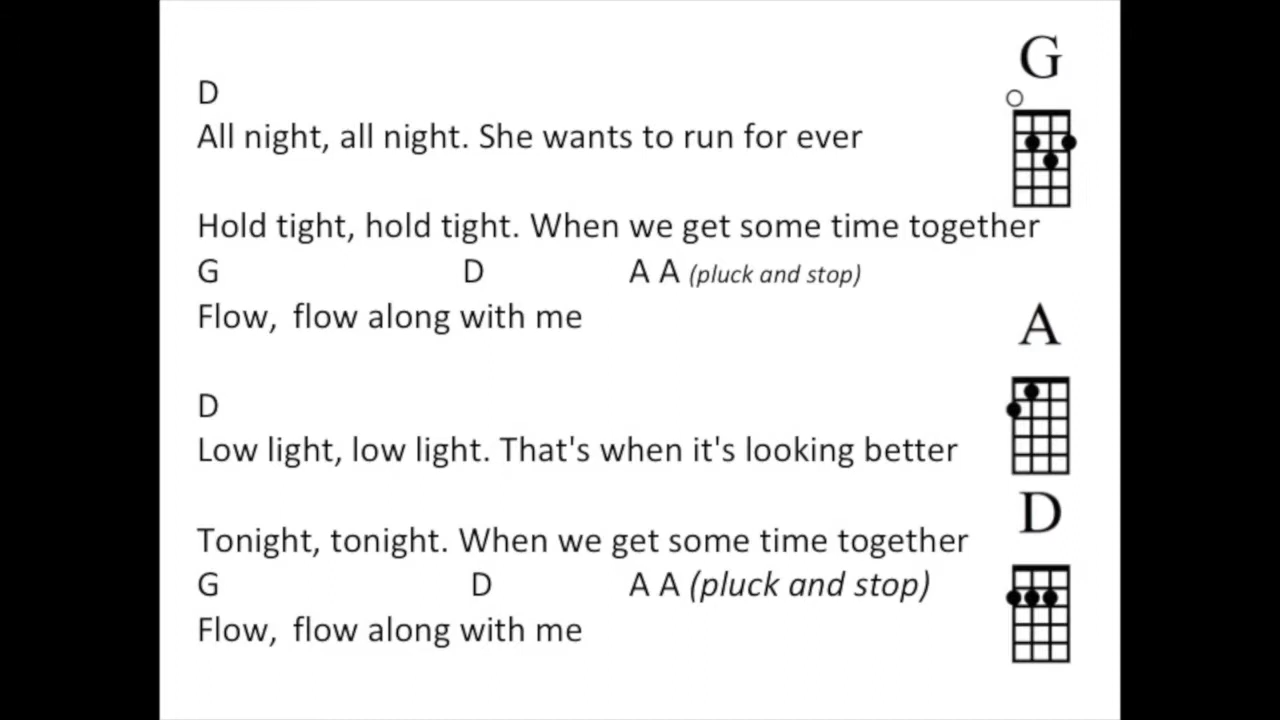 D
All night, all night. She wants to run for ever
Hold tight, hold tight. When we get some time together
G D A A (pluck and stop)
Flow, flow along with me
D
Low light, low light. That's when it's looking better
Tonight, tonight. When we get some time together
G D A A (pluck and stop)
Flow, flow along with me
G
A
D